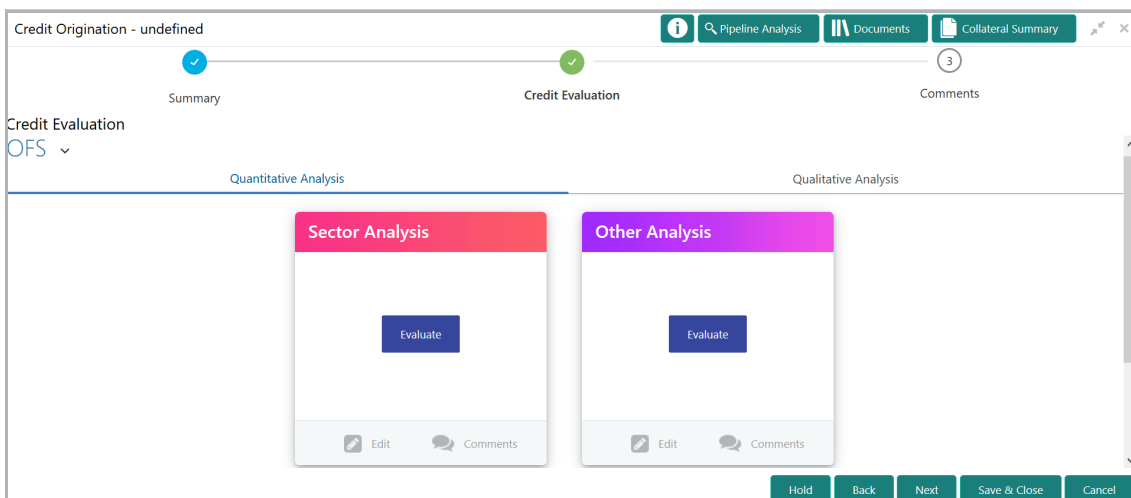 Credit Origination - undefined
i Pipeline Analysis Documents Collateral Summary
3
Summary Credit Evaluation Comments
Credit Evaluation
OFS
Quantitative Analysis Qualitative Analysis
Sector Analysis Other Analysis
Evaluate Evaluate
Edit Comments Edit Comments
Hold Back Next Save & Close Cancel